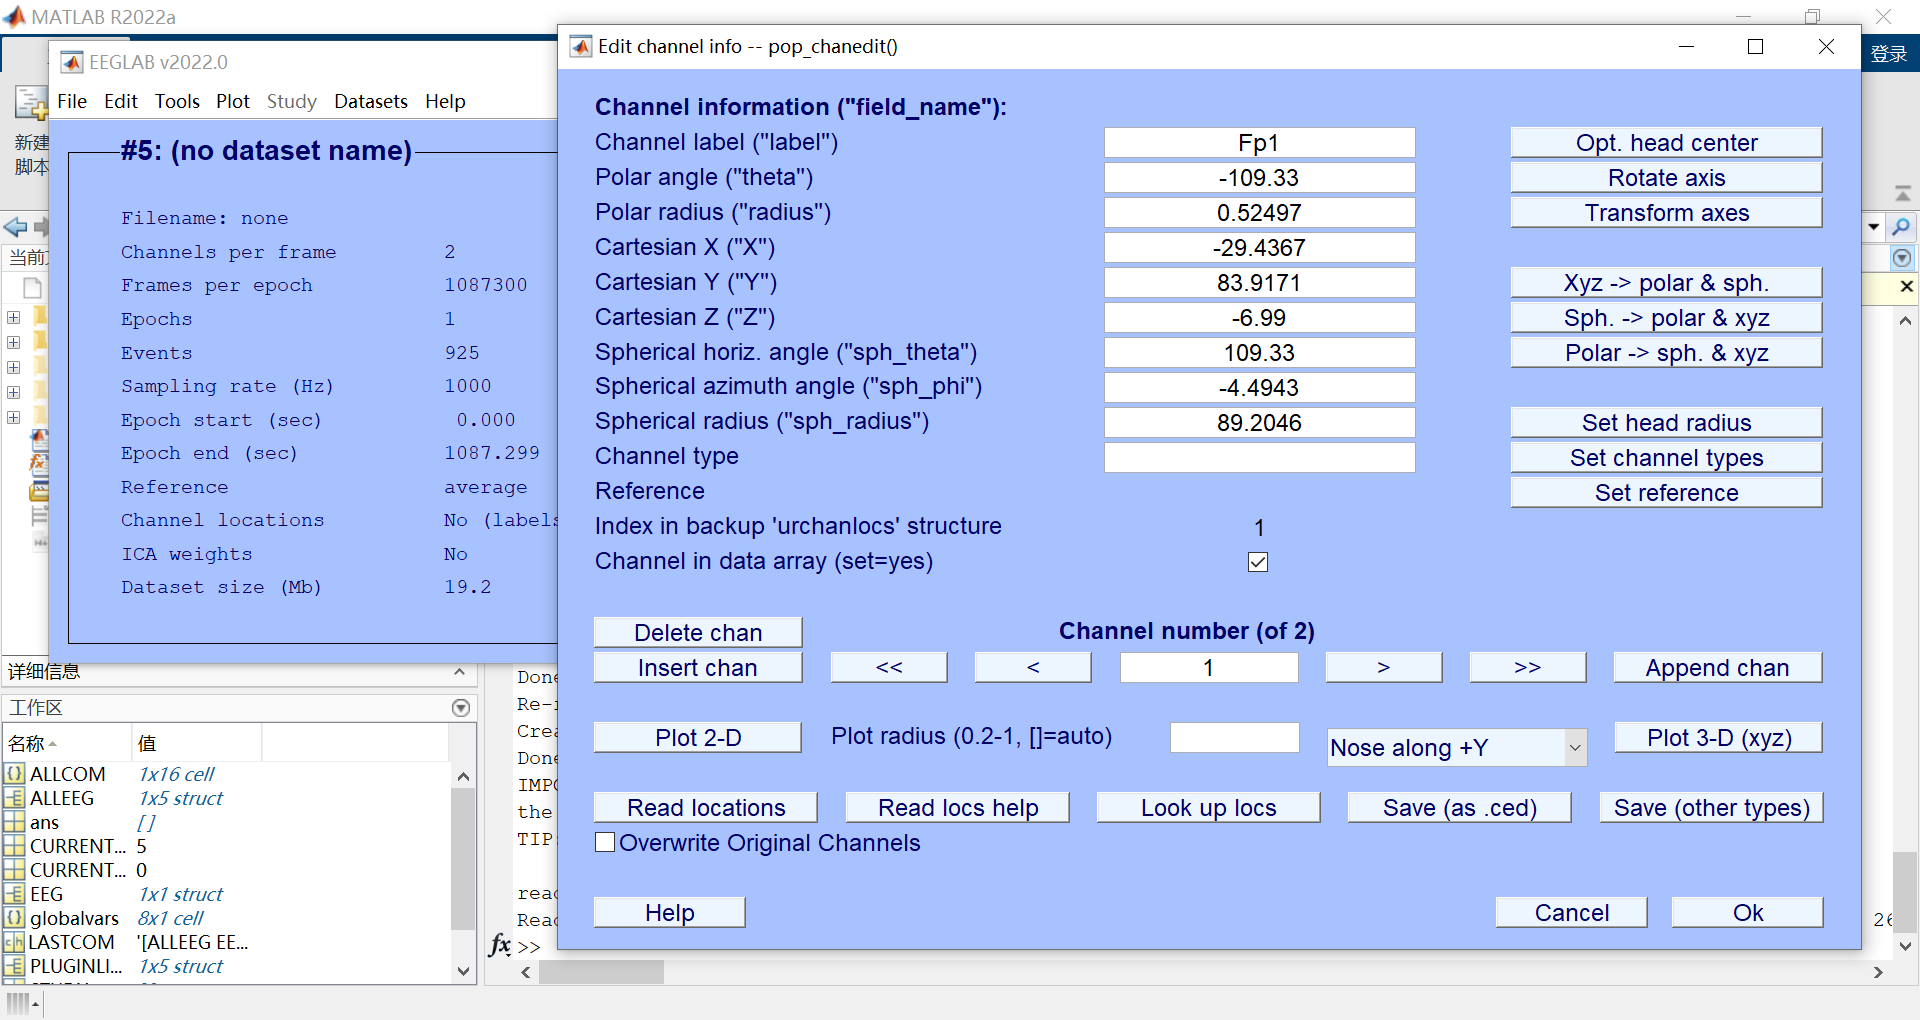 MATLAB R2022a
登录
EEGLAB v2022.0
File Edit Tools Plot Study Datasets Help
新建
脚本
当前
#5: (no dataset name)
Filename: none
Channels per frame 2
Frames per epoch 1087300
Epochs 1
Events 925
Sampling rate (Hz) 1000
Epoch start (sec) 0.000
Epoch end (sec) 1087.299
Reference average
Channel locations No (labels
ICA weights No
Dataset size (Mb) 19.2
Edit channel info -- pop_chanedit()
Channel information ("field_name"):
Channel label ("label") Fp1 Opt. head center
Polar angle ("theta") -109.33 Rotate axis
Polar radius ("radius") 0.52497 Transform axes
Cartesian X ("X") -29.4367
Cartesian Y ("Y") 83.9171 Xyz -> polar & sph.
Cartesian Z ("Z") -6.99 Sph. -> polar & xyz
Spherical horiz. angle ("sph_theta") 109.33 Polar -> sph. & xyz
Spherical azimuth angle ("sph_phi") -4.4943
Spherical radius ("sph_radius") 89.2046 Set head radius
Channel type Set channel types
Reference Set reference
Index in backup 'urchanlocs' structure 1
Channel in data array (set=yes)
Delete chan Channel number (of 2)
Insert chan << < 1 > >> Append chan
Plot 2-D Plot radius (0.2-1, []=auto) Nose along +Y Plot 3-D (xyz)
Read locations Read locs help Look up locs Save (as .ced) Save (other types)
Overwrite Original Channels
Help Cancel Ok
详细信息
工作区
名称 值
ALLCOM 1x16 cell
ALLEEG 1x5 struct
ans []
CURRENT... 5
CURRENT... 0
EEG 1x1 struct
globalvars 8x1 cell
LASTCOM '[ALLEEG EE...
PLUGINLI... 1x5 struct
Done
Re-
Crea
Done
IMPO
the
TIP
read
Read
fx >>